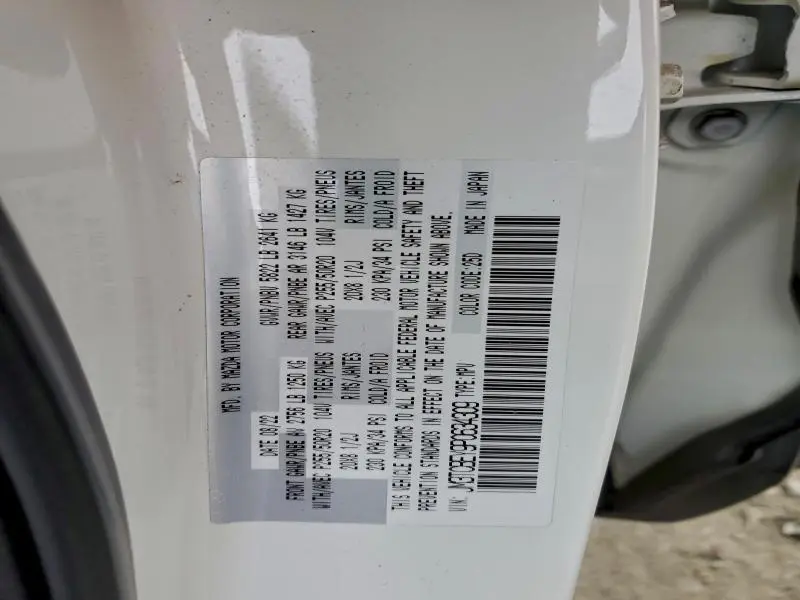 MFD. BY MAZDA MOTOR CORPORATION
DATE 08/22 GVWR/PNBV 5822 LB 2641 KG
FRONT GAWR/PNBE AV 2756 LB 1250 KG REAR GAWR/PNBE AR 3146 LB 1427 KG
WITH/AVEC P255/50R20 104V TIRES/PNEUS WITH/AVEC P255/50R20 104V TIRES/PNEUS
20X8 1/2J RIMS/JANTES 20X8 1/2J RIMS/JANTES
230 KPA/34 PSI COLD/A FROID 230 KPA/34 PSI COLD/A FROID
THIS VEHICLE CONFORMS TO ALL APPLICABLE FEDERAL MOTOR VEHICLE SAFETY AND THEFT
PREVENTION STANDARDS IN EFFECT ON THE DATE OF MANUFACTURE SHOWN ABOVE.
VIN: JM3TCBEY9P0634309 TYPE:MPV COLOR CODE:25D MADE IN JAPAN